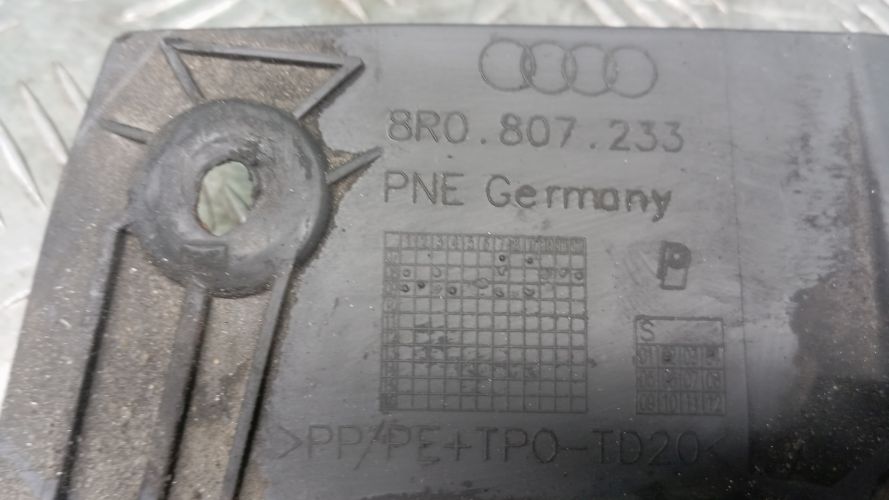 8R0.807.233
PNE Germany
P
S
>PP/PE+TPO-TD20<